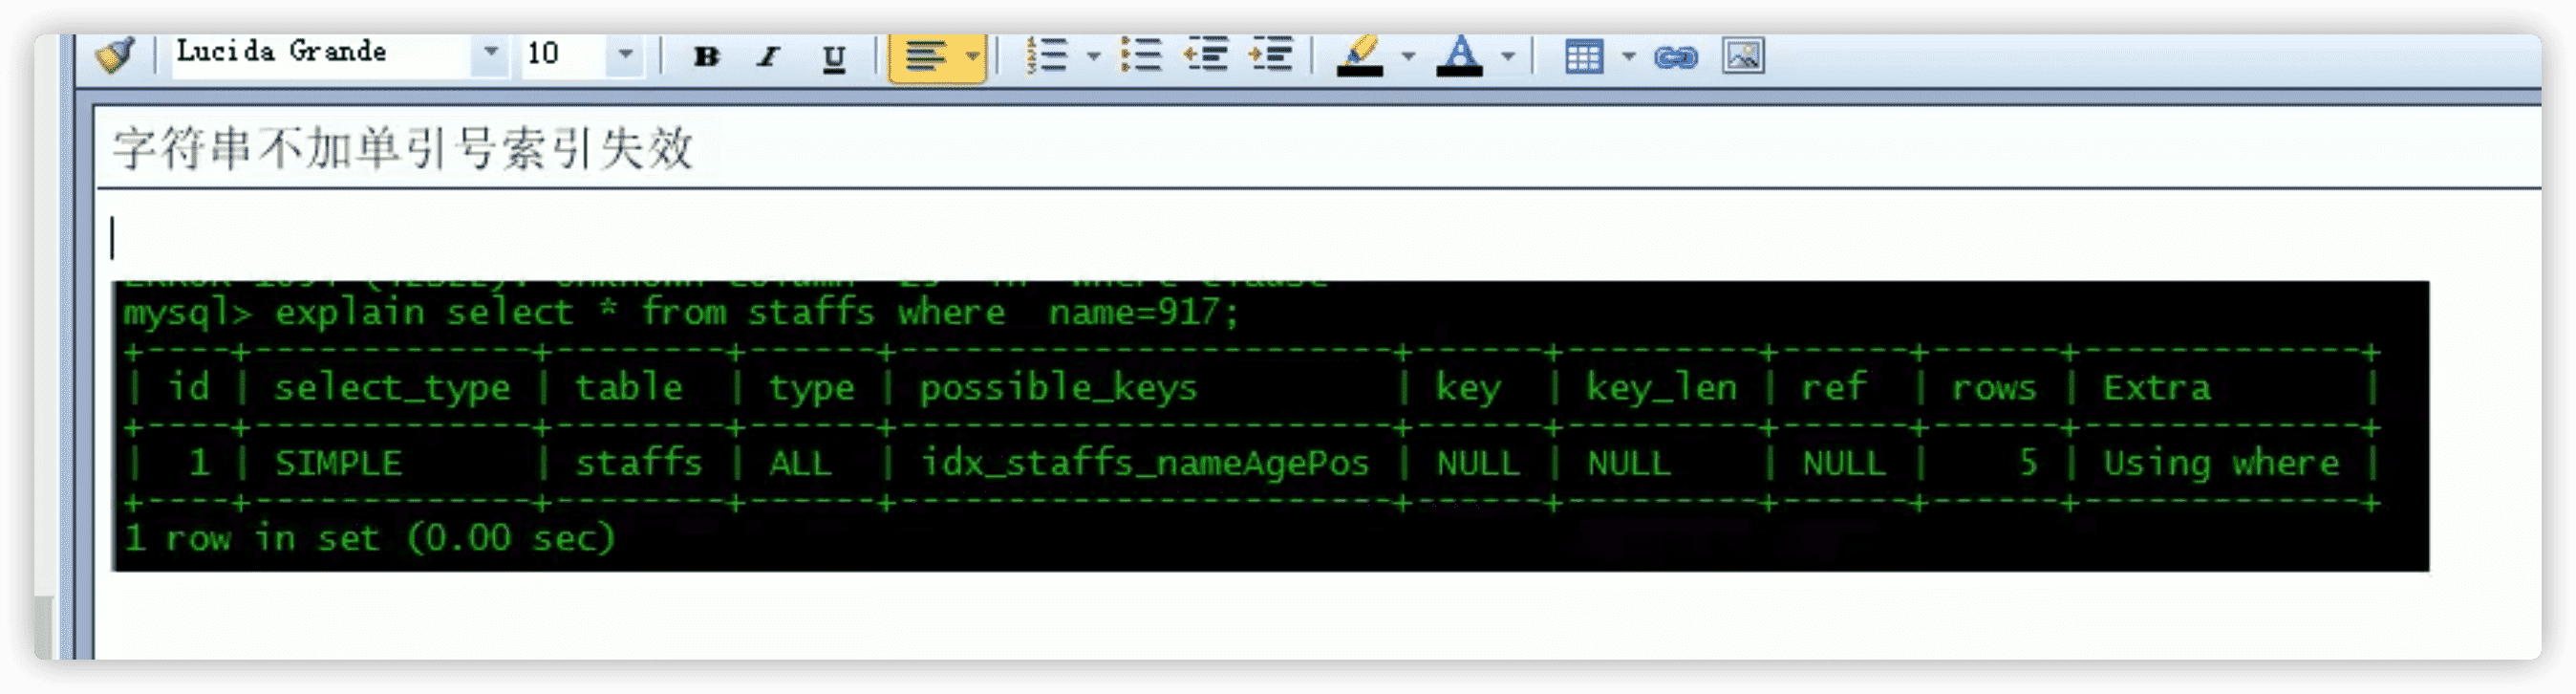 Lucida Grande 10 B I U A
字符串不加单引号索引失效
mysql> explain select * from staffs where  name=917;
+----+-------------+--------+------+-----------------------+------+---------+------+------+-------------+
| id | select_type | table  | type | possible_keys         | key  | key_len | ref  | rows | Extra       |
+----+-------------+--------+------+-----------------------+------+---------+------+------+-------------+
|  1 | SIMPLE      | staffs | ALL  | idx_staffs_nameAgePos | NULL | NULL    | NULL |    5 | Using where |
+----+-------------+--------+------+-----------------------+------+---------+------+------+-------------+
1 row in set (0.00 sec)